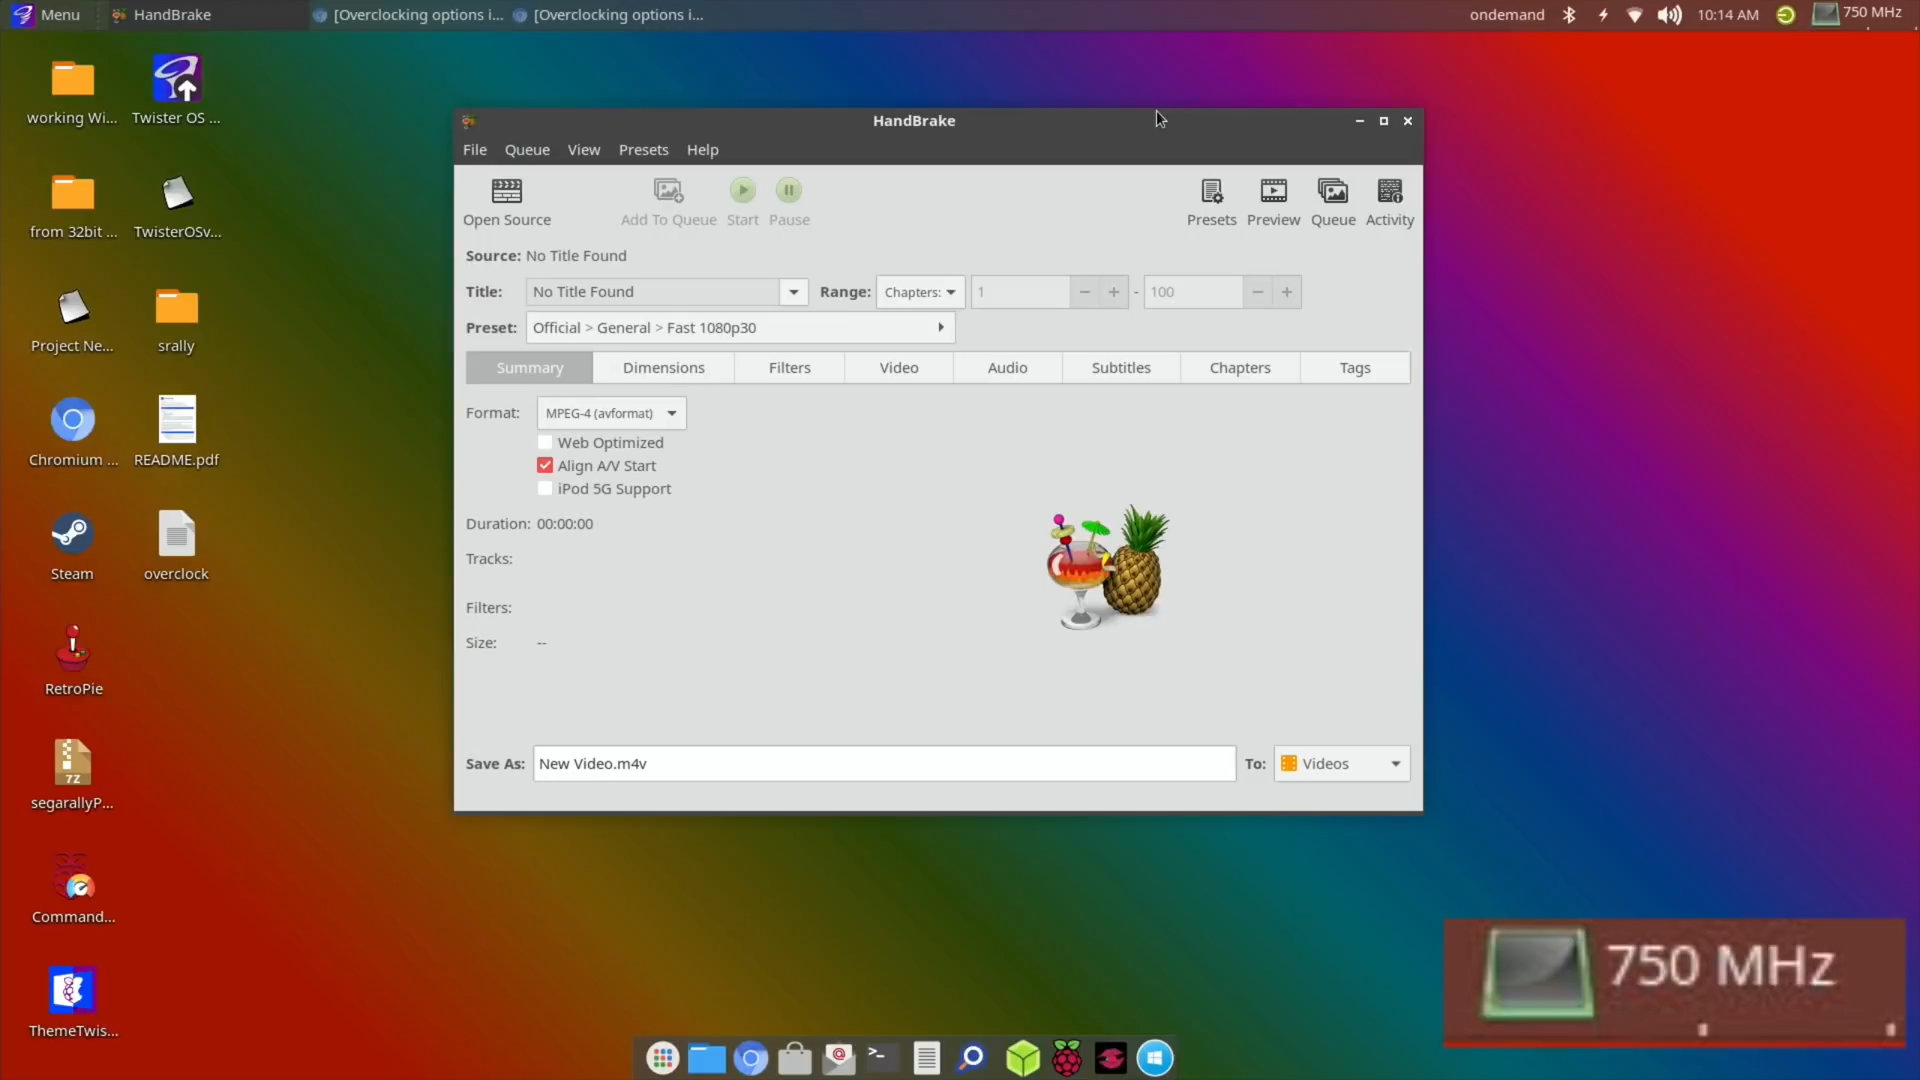 Menu
HandBrake
[Overclocking options i...
[Overclocking options i...
ondemand
10:14 AM
750 MHz
working Wi...
Twister OS ...
from 32bit ...
TwisterOSv...
Project Ne...
srally
Chromium ...
README.pdf
Steam
overclock
RetroPie
7Z
segarallyP...
Command...
ThemeTwis...
HandBrake
File Queue View Presets Help
Open Source
Add To Queue
Start
Pause
Presets
Preview
Queue
Activity
Source: No Title Found
Title: No Title Found Range: Chapters: 1 - 100
Preset: Official > General > Fast 1080p30
Summary Dimensions Filters Video Audio Subtitles Chapters Tags
Format: MPEG-4 (avformat)
Web Optimized
Align A/V Start
iPod 5G Support
Duration: 00:00:00
Tracks:
Filters:
Size: --
Save As: New Video.m4v To: Videos
750 MHz